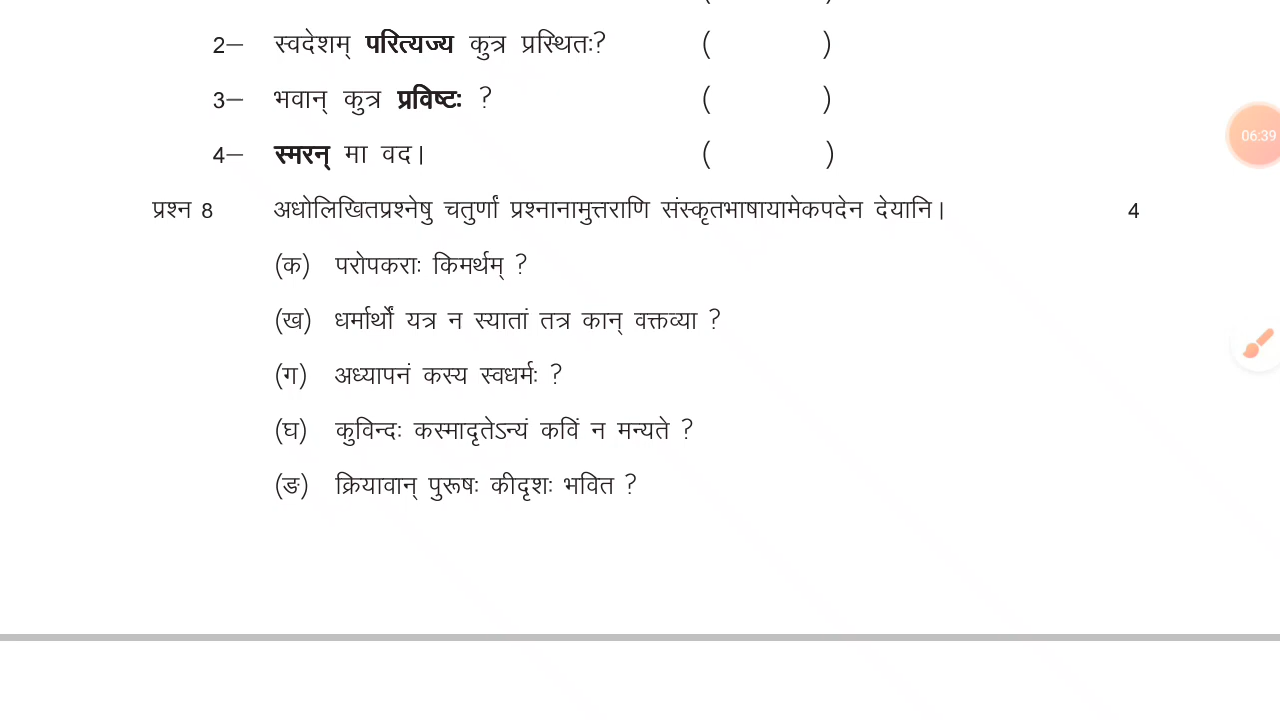 2– स्वदेशम् परित्यज्य कुत्र प्रस्थितः? ( )
3– भवान् कुत्र प्रविष्टः ? ( )
4– स्मरन् मा वद। ( )
06:39
प्रश्न 8 अधोलिखितप्रश्नेषु चतुर्णां प्रश्नानामुत्तराणि संस्कृतभाषायामेकपदेन देयानि। 4
(क) परोपकराः किमर्थम् ?
(ख) धर्मार्थों यत्र न स्यातां तत्र कान् वक्तव्या ?
(ग) अध्यापनं कस्य स्वधर्मः ?
(घ) कुविन्दः कस्मादृतेऽन्यं कविं न मन्यते ?
(ङ) क्रियावान् पुरूषः कीदृशः भवित ?